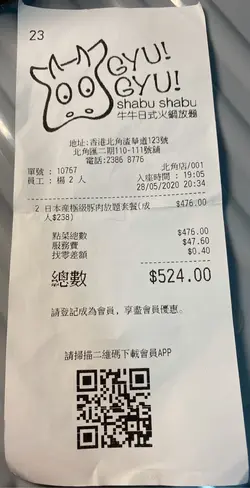 23
GYU!
GYU!
shabu shabu
牛牛日式火鍋放題
地址:香港北角渣華道123號
北角匯二期110-111號鋪
電話:2386 8776
單號 : 10767 北角店/001
員工 : 楊 2 人 入座時間 : 19:05
28/05/2020 20:34
2 日本産極級豚肉放題套餐(成 $476.00
人$238)
點菜總數 $476.00
服務費 $47.60
找零差額 $0.40
總數 $524.00
請登記成為會員，享盡會員優惠。
請掃描二維碼下載會員APP